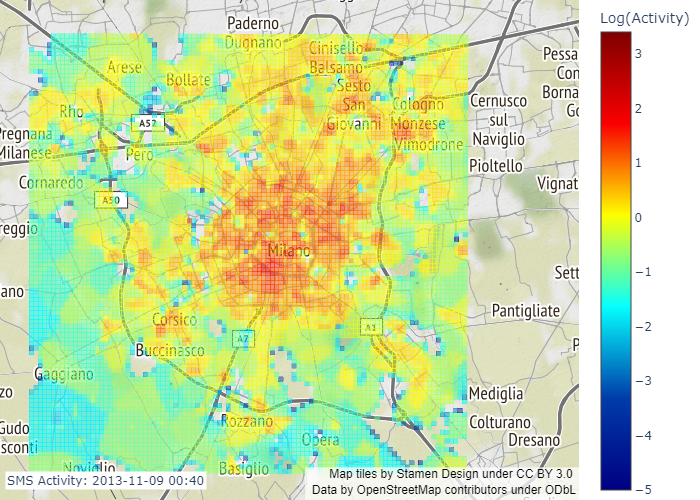 Log(Activity)
Paderno
Dugnano
Cinisello
Balsamo
Arese
Bollate
Sesto
San
Giovanni
Rho
Cologno
Monzese
Vimodrone
Cernusco
sul
Naviglio
Pessa
Con
Borna
Go
A52
Pregnana
Milanese
Pero
Pioltello
Cornaredo
A50
Vignat
reggio
Milano
Sett
ano
Pantigliate
Corsico
A1
A7
Buccinasco
P
Gaggiano
zo
Mediglia
Rozzano
Colturano
Gudo
sconti
Opera
Dresano
Noviglio
Basiglio
SMS Activity: 2013-11-09 00:40
Map tiles by Stamen Design under CC BY 3.0
Data by OpenStreetMap contributors under ODbL
3
2
1
0
−1
−2
−3
−4
−5